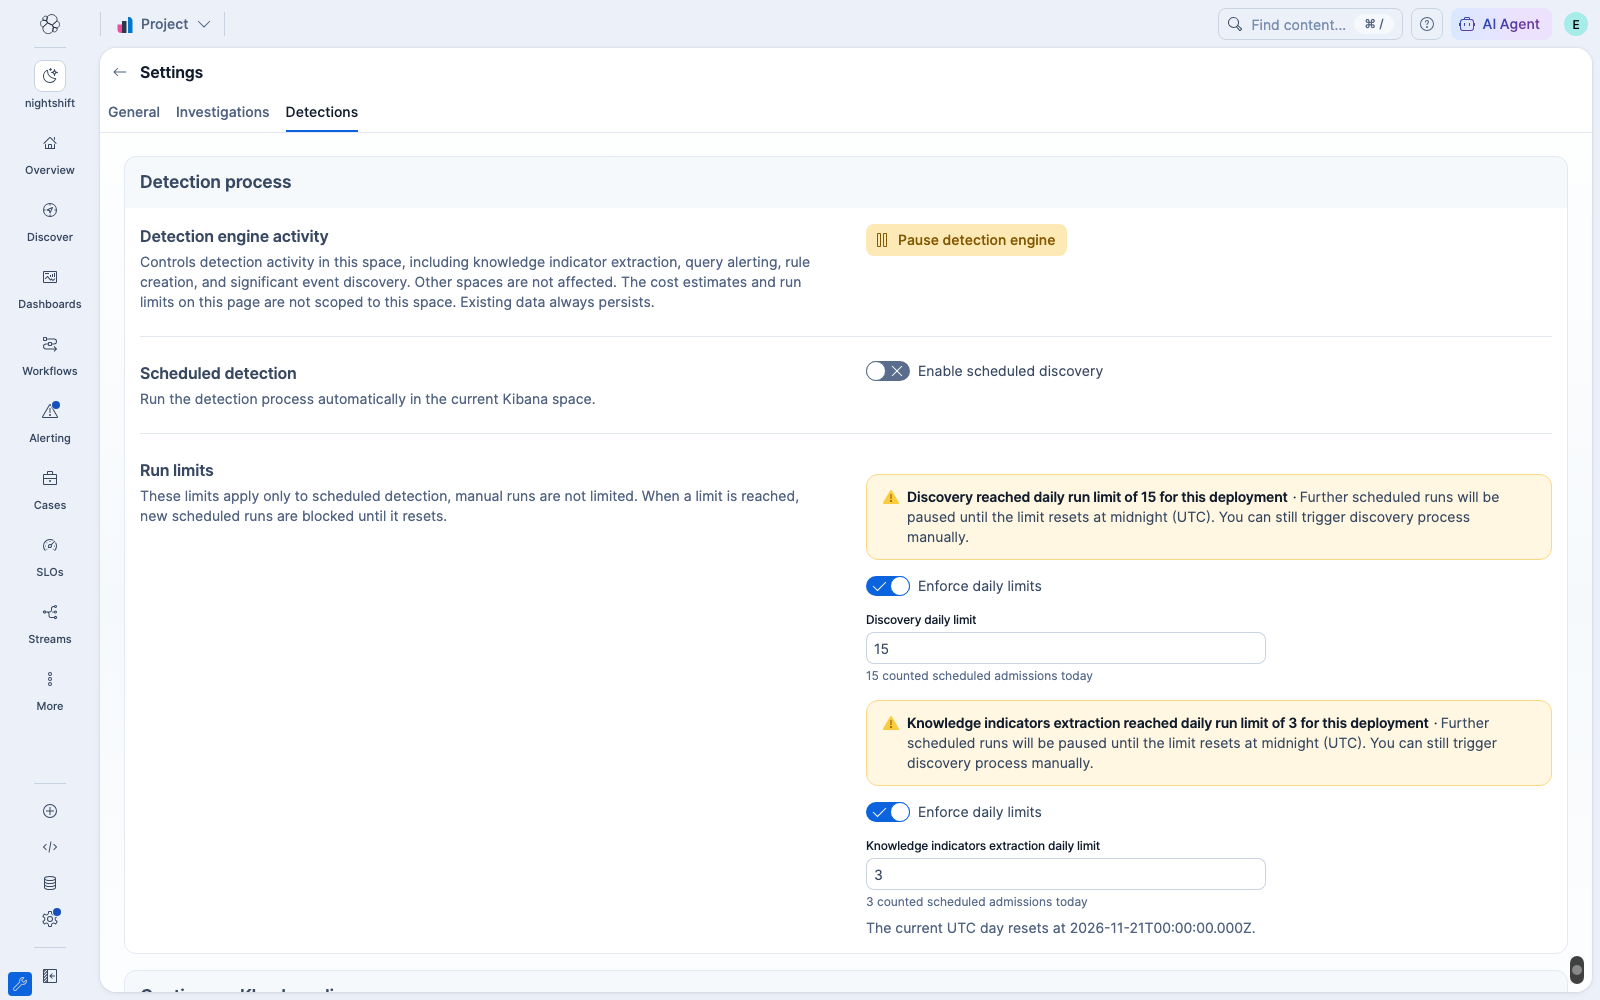 Project
Find content...
⌘ /
AI Agent
E
nightshift
Overview
Discover
Dashboards
Workflows
Alerting
Cases
SLOs
Streams
More
Settings
General
Investigations
Detections
Detection process
Detection engine activity
Controls detection activity in this space, including knowledge indicator extraction, query alerting, rule
creation, and significant event discovery. Other spaces are not affected. The cost estimates and run
limits on this page are not scoped to this space. Existing data always persists.
Pause detection engine
Scheduled detection
Run the detection process automatically in the current Kibana space.
Enable scheduled discovery
Run limits
These limits apply only to scheduled detection, manual runs are not limited. When a limit is reached,
new scheduled runs are blocked until it resets.
Discovery reached daily run limit of 15 for this deployment · Further scheduled runs will be
paused until the limit resets at midnight (UTC). You can still trigger discovery process
manually.
Enforce daily limits
Discovery daily limit
15
15 counted scheduled admissions today
Knowledge indicators extraction reached daily run limit of 3 for this deployment · Further
scheduled runs will be paused until the limit resets at midnight (UTC). You can still trigger
discovery process manually.
Enforce daily limits
Knowledge indicators extraction daily limit
3
3 counted scheduled admissions today
The current UTC day resets at 2026-11-21T00:00:00.000Z.